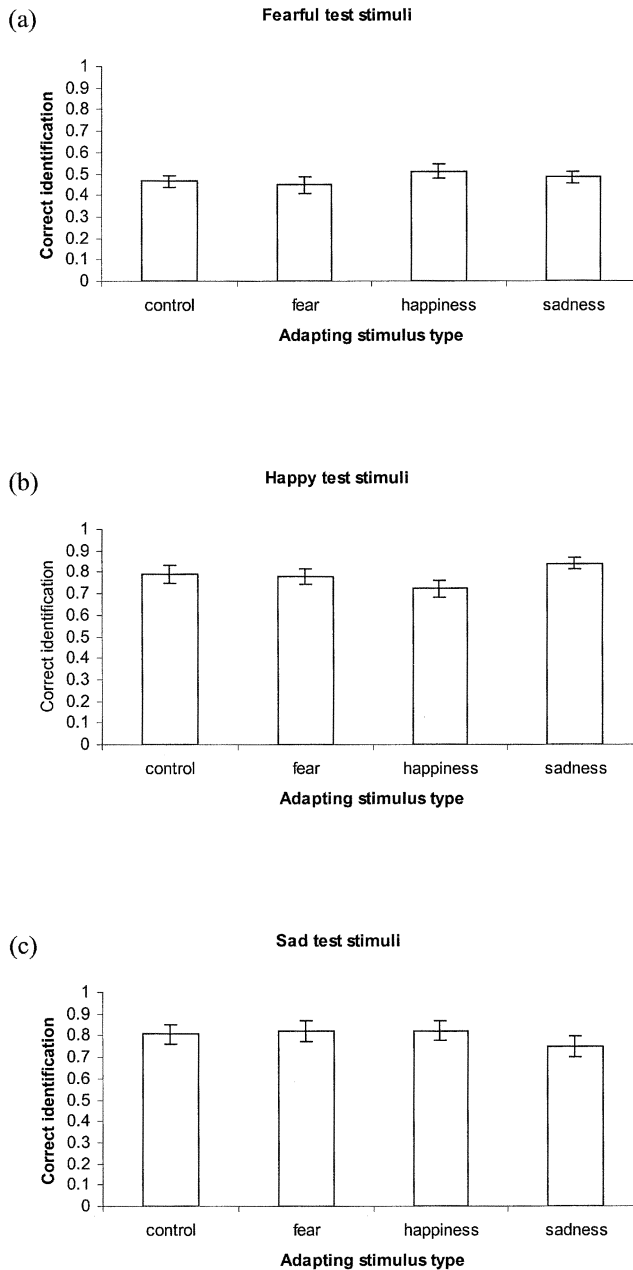 (a)
Fearful test stimuli
Correct identification
1
0.9
0.8
0.7
0.6
0.5
0.4
0.3
0.2
0.1
0
control fear happiness sadness
Adapting stimulus type
(b)
Happy test stimuli
Correct identification
1
0.9
0.8
0.7
0.6
0.5
0.4
0.3
0.2
0.1
0
control fear happiness sadness
Adapting stimulus type
(c)
Sad test stimuli
Correct identification
1
0.9
0.8
0.7
0.6
0.5
0.4
0.3
0.2
0.1
0
control fear happiness sadness
Adapting stimulus type